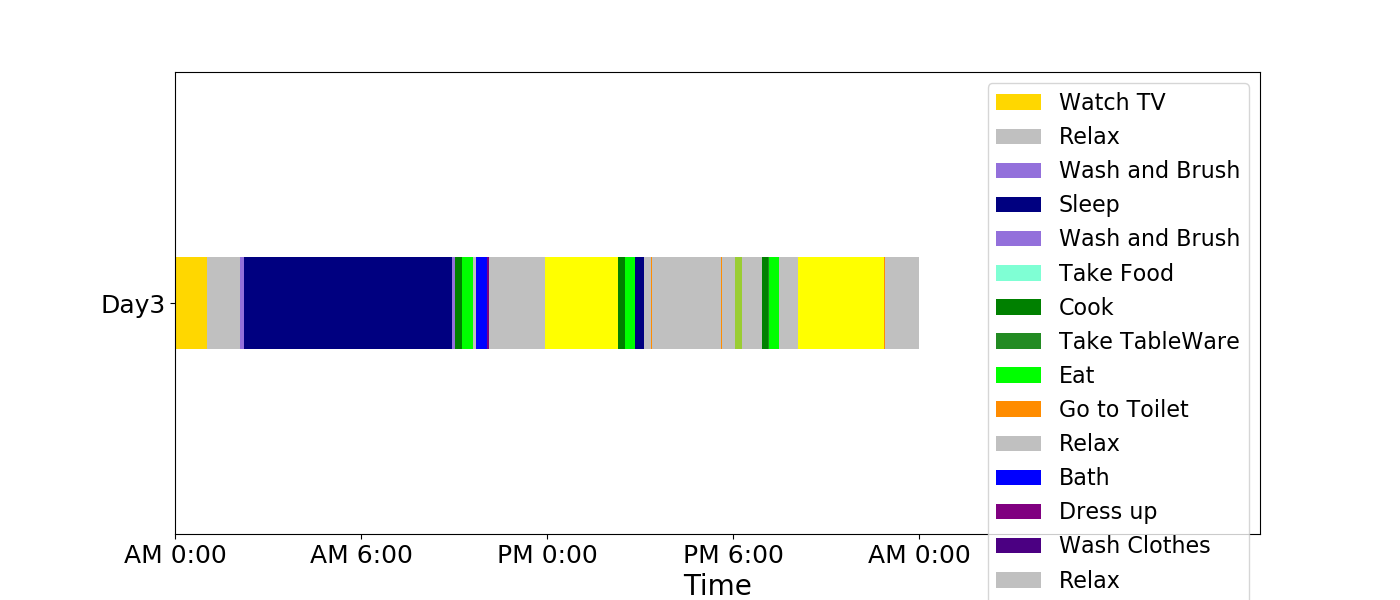 Watch TV
Relax
Wash and Brush
Sleep
Wash and Brush
Take Food
Cook
Take TableWare
Eat
Go to Toilet
Relax
Bath
Dress up
Wash Clothes
Relax
Day3
AM 0:00 AM 6:00 PM 0:00 PM 6:00 AM 0:00
Time